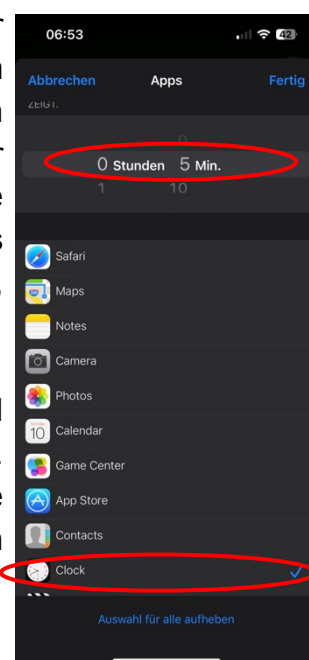 06:53 42
Abbrechen Apps Fertig
ZEIGT.
0
0 Stunden 5 Min.
1 10
Safari
Maps
Notes
Camera
Photos
10 Calendar
Game Center
App Store
Contacts
Clock
Auswahl für alle aufheben